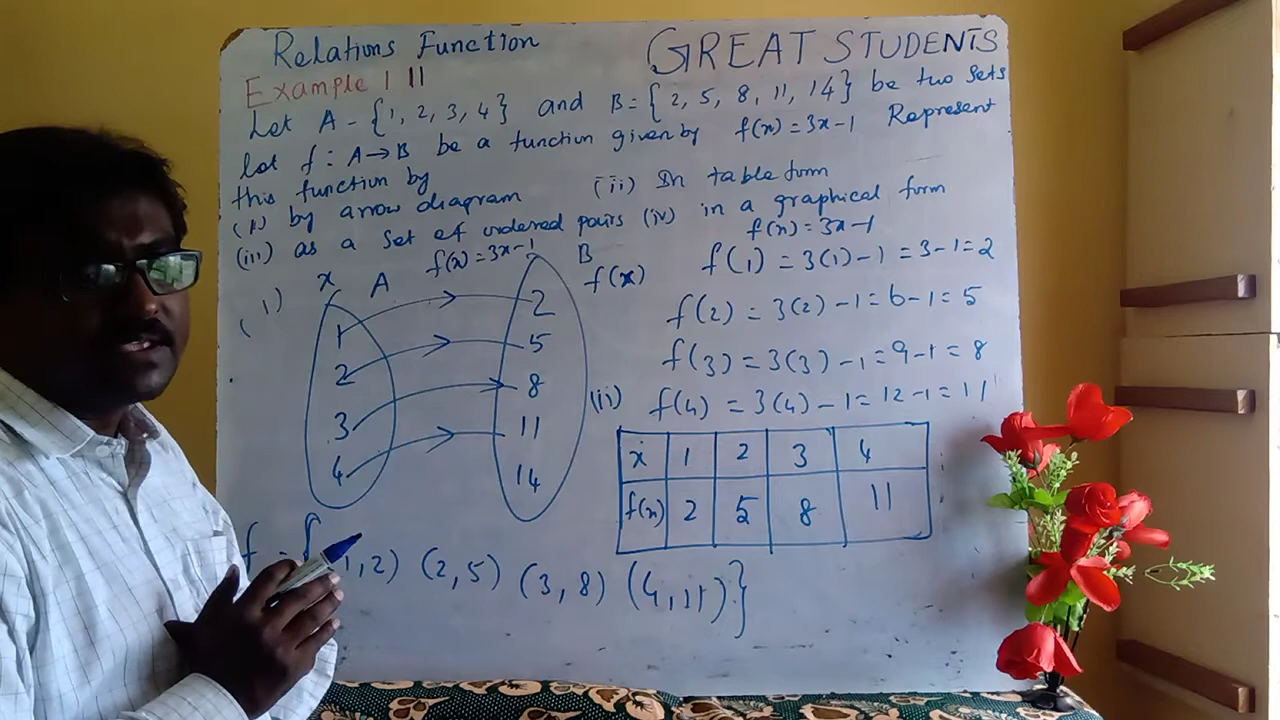 Relations Function
GREAT STUDENTS
Example 1 11
Let A = {1, 2, 3, 4} and B = { 2, 5, 8, 11, 14} be two sets
Let f : A→B be a function given by f(x) = 3x-1 Represent
this function by
(i) by arrow diagram (ii) In table form
(iii) as a set of ordered pairs (iv) in a graphical form
f(x) = 3x-1
(i)
x A f(x) = 3x-1 B f(x)
1 2
2 5
3 8
4 11
14
f(1) = 3(1)-1 = 3-1=2
f(2) = 3(2)-1 = 6-1 = 5
f(3) = 3(3)-1 = 9-1 = 8
f(4) = 3(4)-1 = 12-1 = 11
(ii)
x 1 2 3 4
f(x) 2 5 8 11
f = { 1,2) (2,5) (3,8) (4,11)}